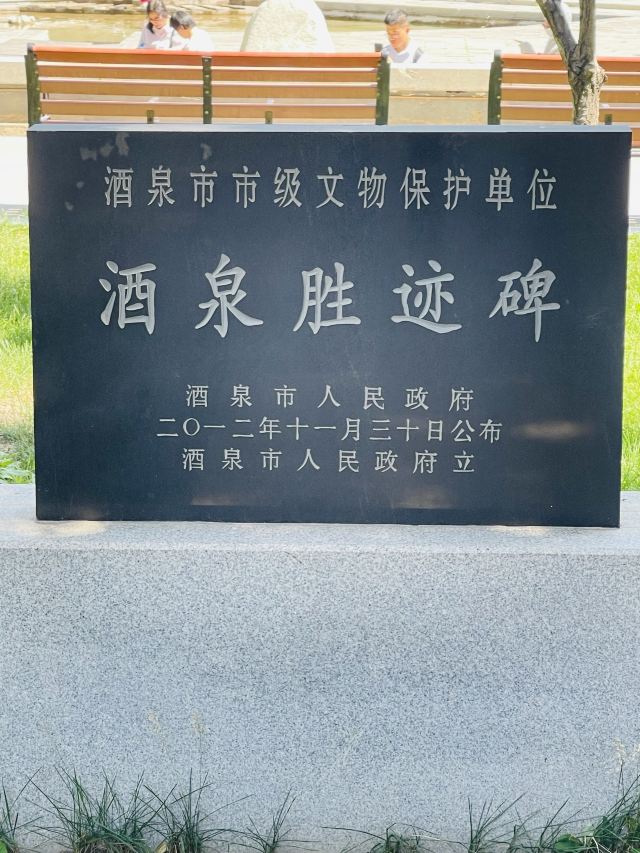 酒泉市市级文物保护单位
酒泉胜迹碑
酒泉市人民政府
二〇一二年十一月三十日公布
酒泉市人民政府立